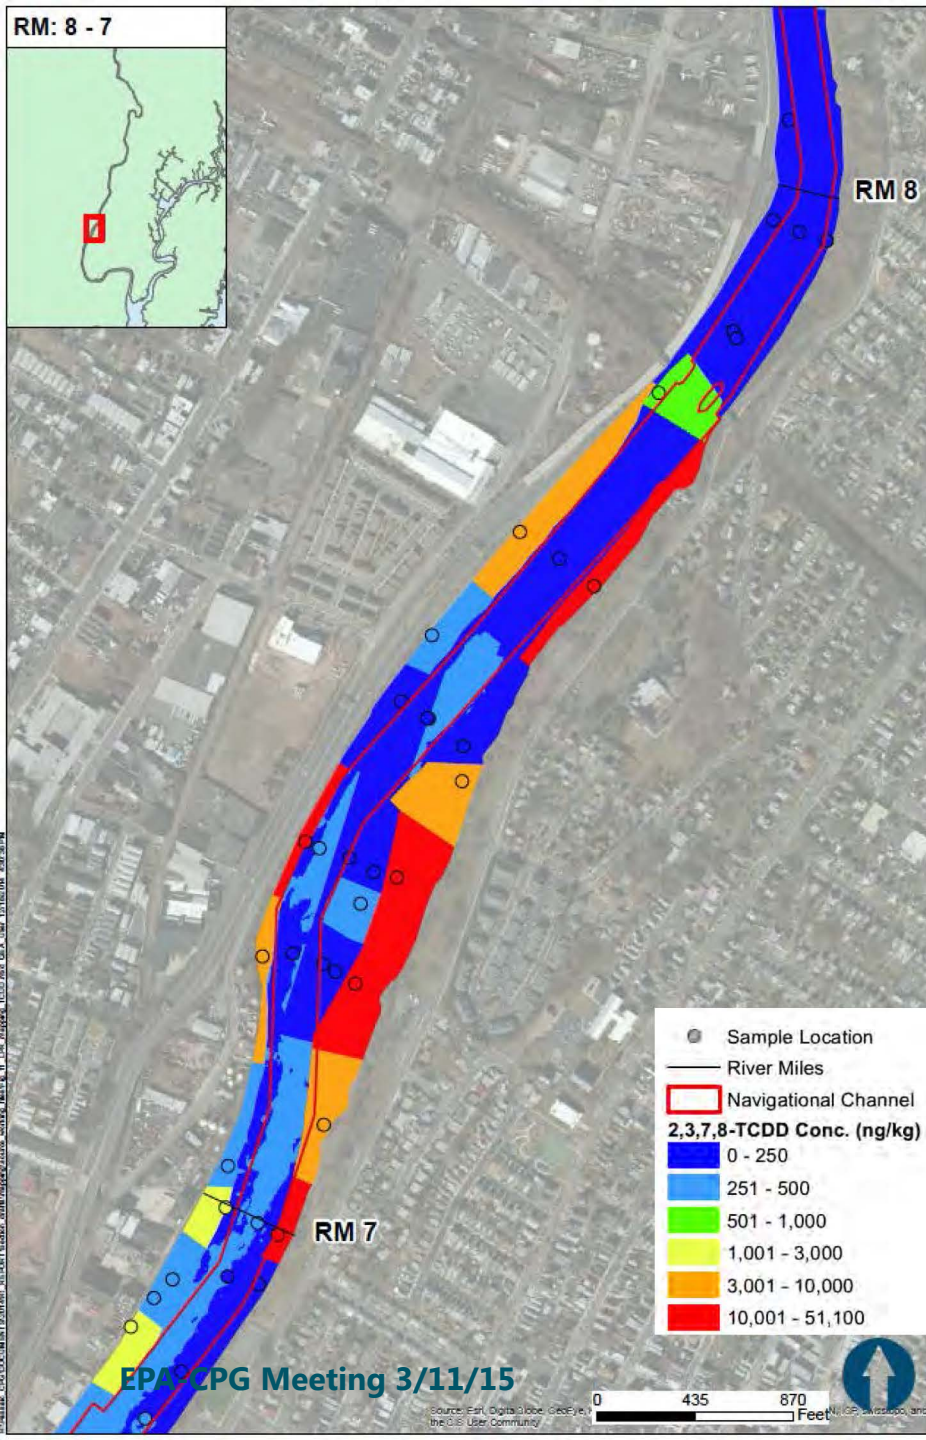 RM: 8 - 7
RM 8
Sample Location
River Miles
Navigational Channel
2,3,7,8-TCDD Conc. (ng/kg)
0 - 250
251 - 500
501 - 1,000
1,001 - 3,000
3,001 - 10,000
10,001 - 51,100
RM 7
EPA-CPG Meeting 3/11/15
0 435 870
Feet
Source: Esri, Digital Globe, GeoEye,
the GIS User Community